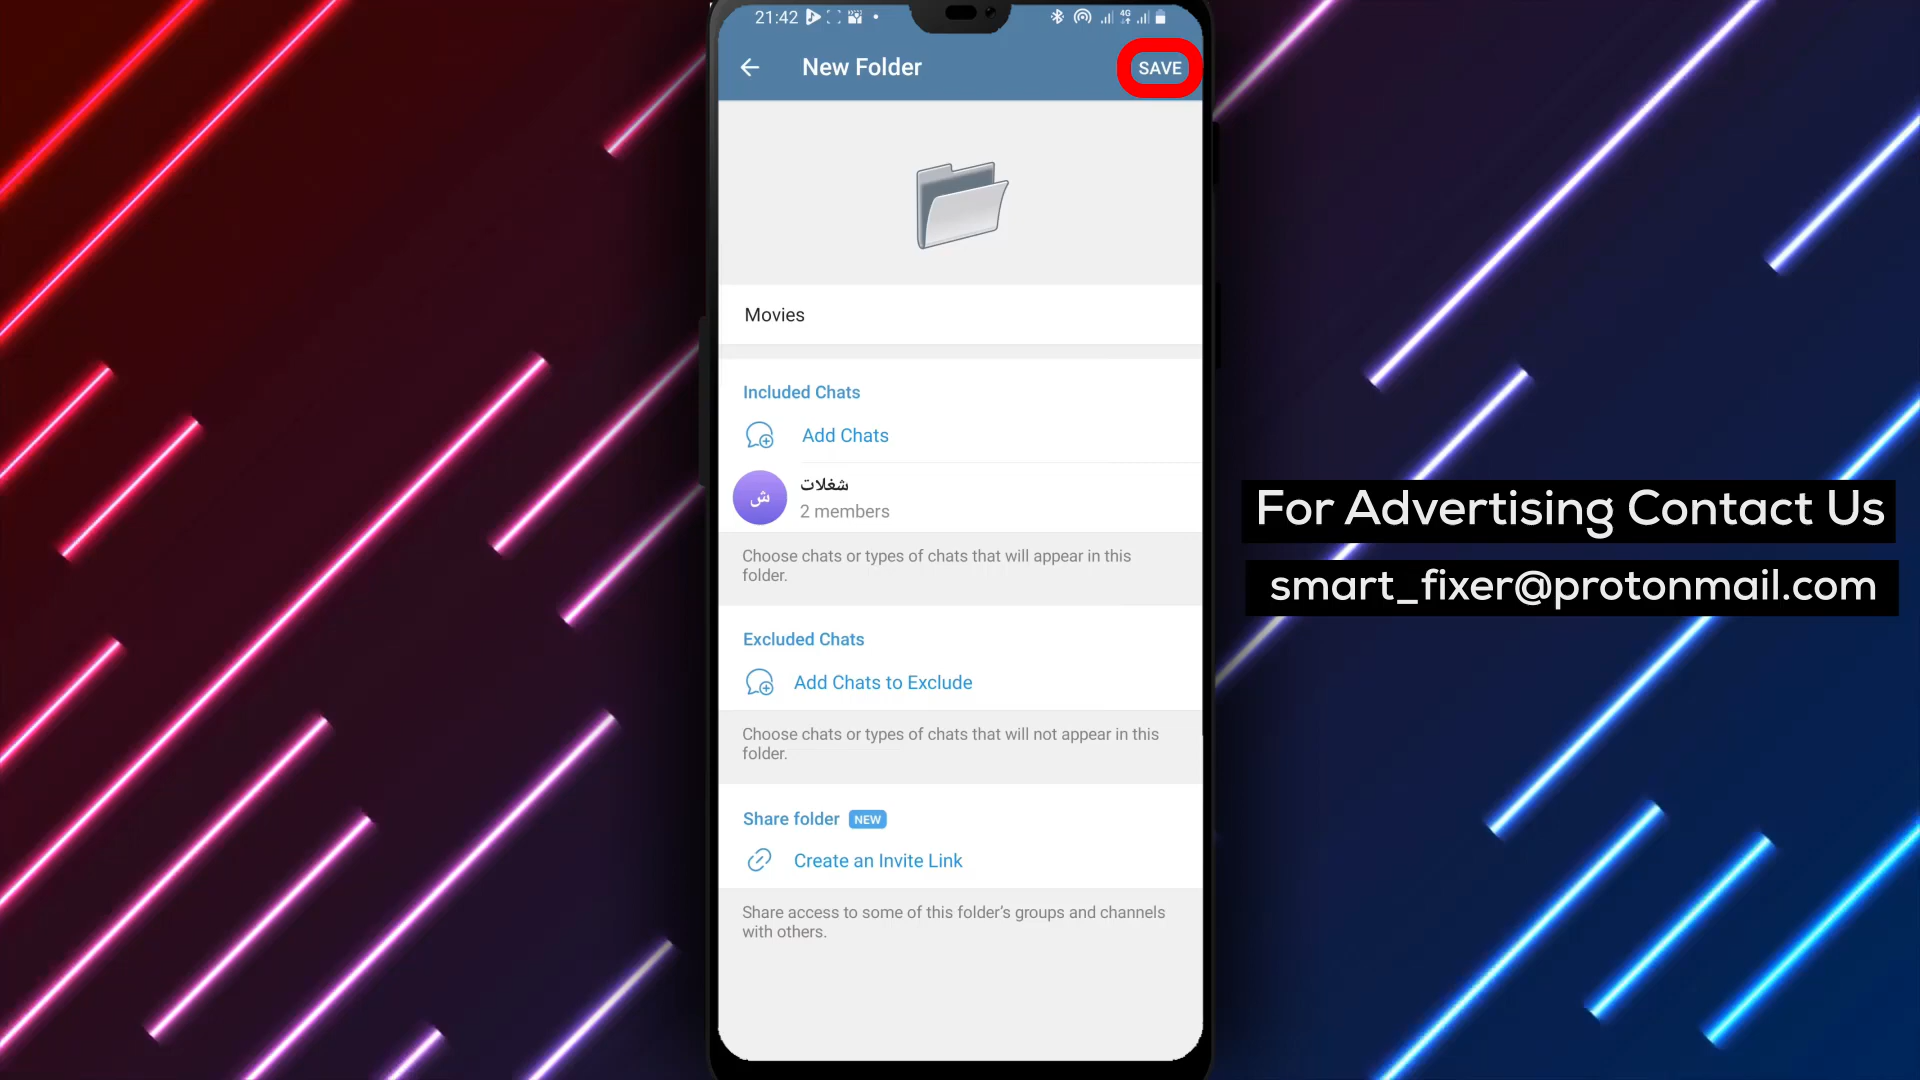 21:42
4G
New Folder
SAVE
Movies
Included Chats
Add Chats
ش
شغلات
2 members
Choose chats or types of chats that will appear in this
folder.
Excluded Chats
Add Chats to Exclude
Choose chats or types of chats that will not appear in this
folder.
Share folder NEW
Create an Invite Link
Share access to some of this folder's groups and channels
with others.
For Advertising Contact Us
smart_fixer@protonmail.com